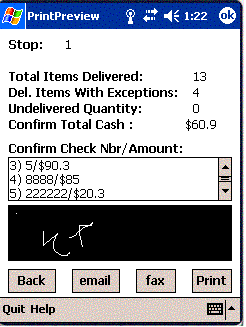 PrintPreview 1:22 ok
Stop: 1
Total Items Delivered: 13
Del. Items With Exceptions: 4
Undelivered Quantity: 0
Confirm Total Cash : $60.9
Confirm Check Nbr/Amount:
3) 5/$90.3
4) 8888/$85
5) 222222/$20.3
Back email fax Print
Quit Help